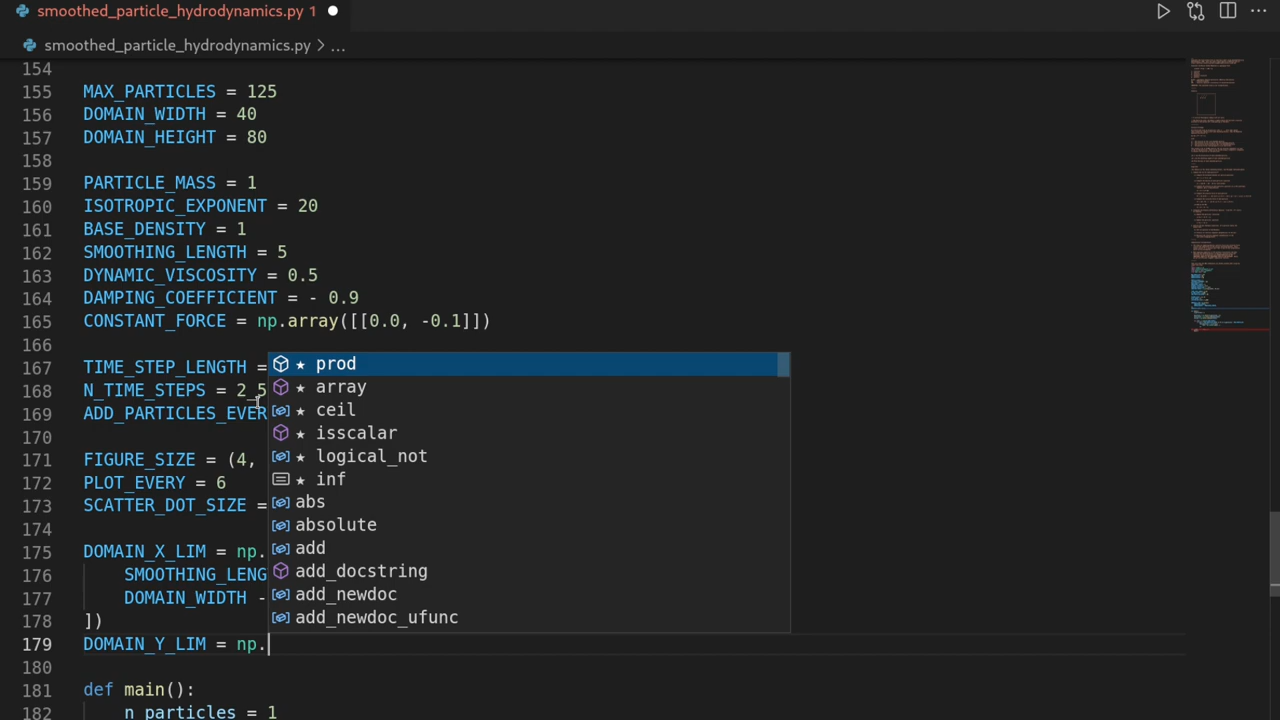 smoothed_particle_hydrodynamics.py 1
smoothed_particle_hydrodynamics.py > ...
154
155 MAX_PARTICLES = 125
156 DOMAIN_WIDTH = 40
157 DOMAIN_HEIGHT = 80
158
159 PARTICLE_MASS = 1
160 ISOTROPIC_EXPONENT = 20
161 BASE_DENSITY = 1
162 SMOOTHING_LENGTH = 5
163 DYNAMIC_VISCOSITY = 0.5
164 DAMPING_COEFFICIENT = - 0.9
165 CONSTANT_FORCE = np.array([[0.0, -0.1]])
166
167 TIME_STEP_LENGTH =
168 N_TIME_STEPS = 2_5
169 ADD_PARTICLES_EVER
170
171 FIGURE_SIZE = (4,
172 PLOT_EVERY = 6
173 SCATTER_DOT_SIZE =
174
175 DOMAIN_X_LIM = np.
176 SMOOTHING_LENG
177 DOMAIN_WIDTH -
178 ])
179 DOMAIN_Y_LIM = np.
180
181 def main():
182 n_particles = 1
★ prod
★ array
★ ceil
★ isscalar
★ logical_not
★ inf
abs
absolute
add
add_docstring
add_newdoc
add_newdoc_ufunc